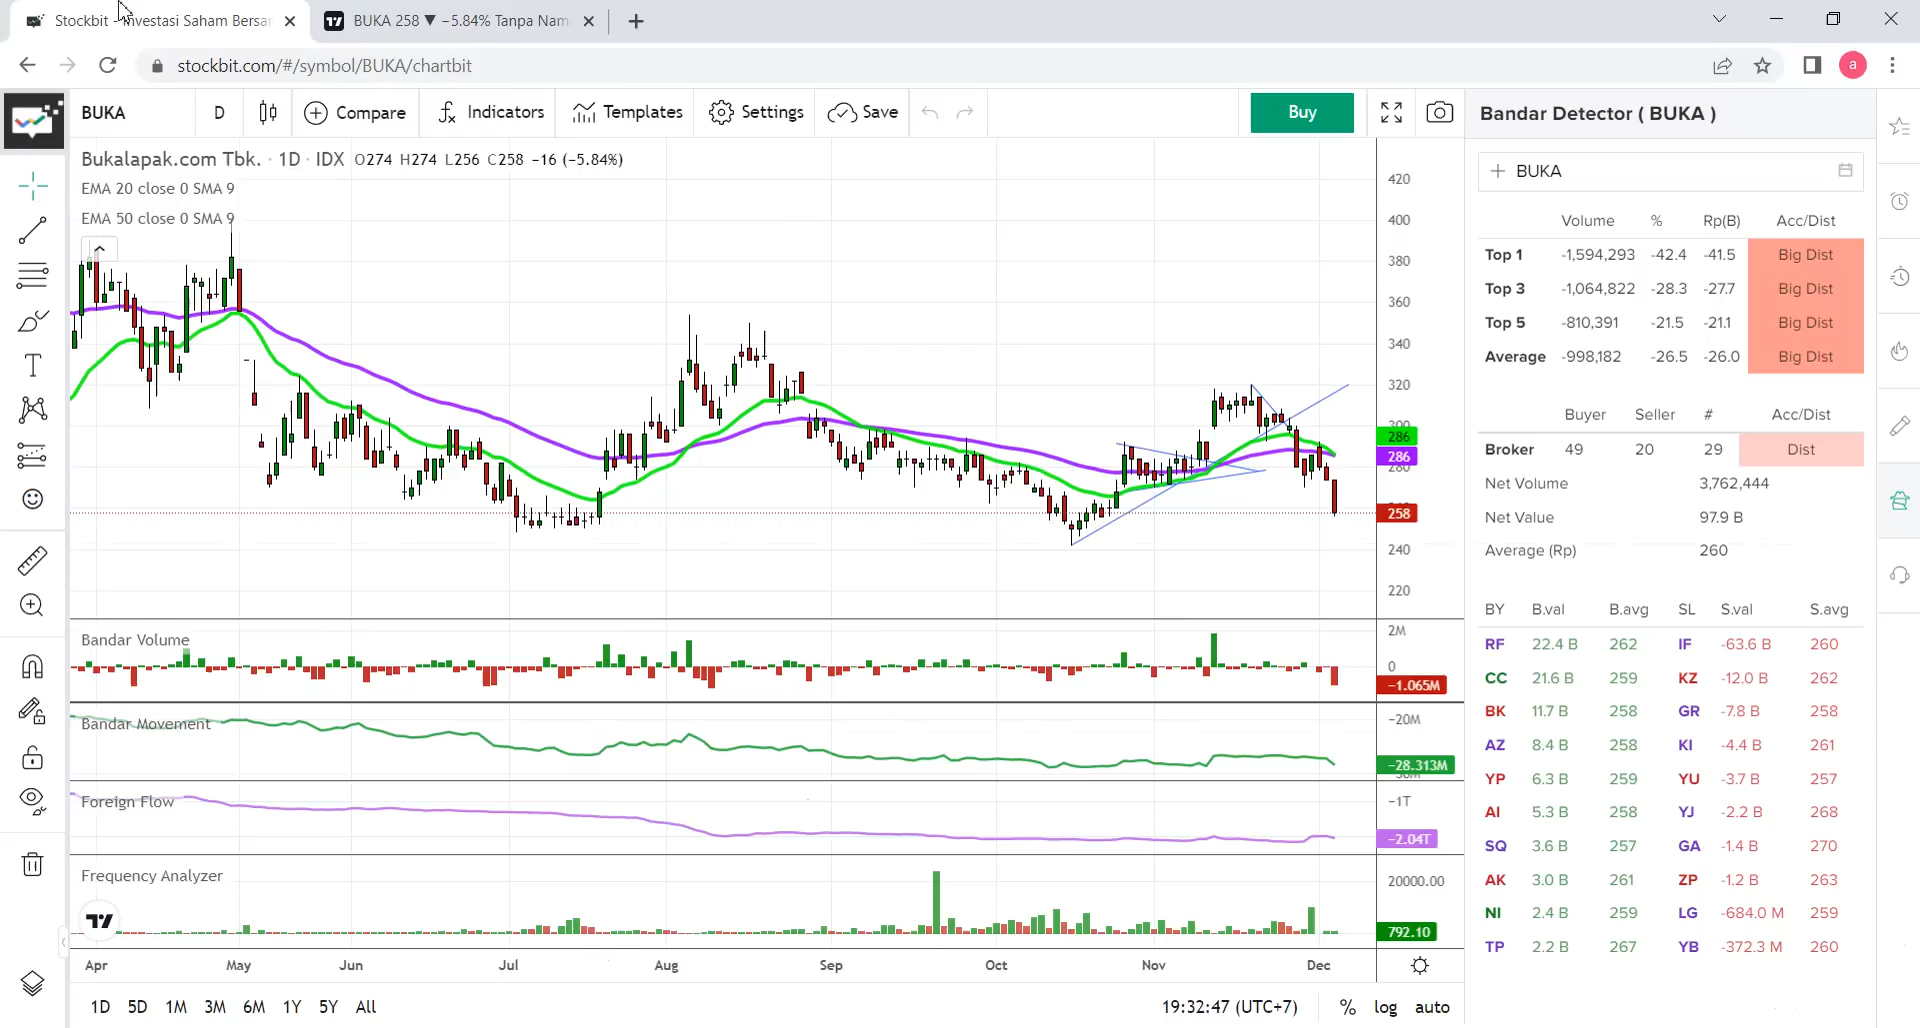 Stockbit - Investasi Saham Bersar
BUKA 258 ▼ −5.84% Tanpa Nam
stockbit.com/#/symbol/BUKA/chartbit
a
BUKA
D
Compare
Indicators
Templates
Settings
Save
Buy
Bukalapak.com Tbk. · 1D · IDX O274 H274 L256 C258 −16 (−5.84%)
EMA 20 close 0 SMA 9
EMA 50 close 0 SMA 9
420
400
380
360
340
320
300
286
286
280
258
240
220
Bandar Volume
2M
0
−1.065M
Bandar Movement
−20M
−28.313M
Foreign Flow
−1T
−2.04T
Frequency Analyzer
20000.00
792.10
Apr May Jun Jul Aug Sep Oct Nov Dec
1D 5D 1M 3M 6M 1Y 5Y All
19:32:47 (UTC+7) % log auto
Bandar Detector ( BUKA )
BUKA
Volume % Rp(B) Acc/Dist
Top 1 -1,594,293 -42.4 -41.5 Big Dist
Top 3 -1,064,822 -28.3 -27.7 Big Dist
Top 5 -810,391 -21.5 -21.1 Big Dist
Average -998,182 -26.5 -26.0 Big Dist
Buyer Seller # Acc/Dist
Broker 49 20 29 Dist
Net Volume 3,762,444
Net Value 97.9 B
Average (Rp) 260
BY B.val B.avg SL S.val S.avg
RF 22.4 B 262 IF -63.6 B 260
CC 21.6 B 259 KZ -12.0 B 262
BK 11.7 B 258 GR -7.8 B 258
AZ 8.4 B 258 KI -4.4 B 261
YP 6.3 B 259 YU -3.7 B 257
AI 5.3 B 258 YJ -2.2 B 268
SQ 3.6 B 257 GA -1.4 B 270
AK 3.0 B 261 ZP -1.2 B 263
NI 2.4 B 259 LG -684.0 M 259
TP 2.2 B 267 YB -372.3 M 260